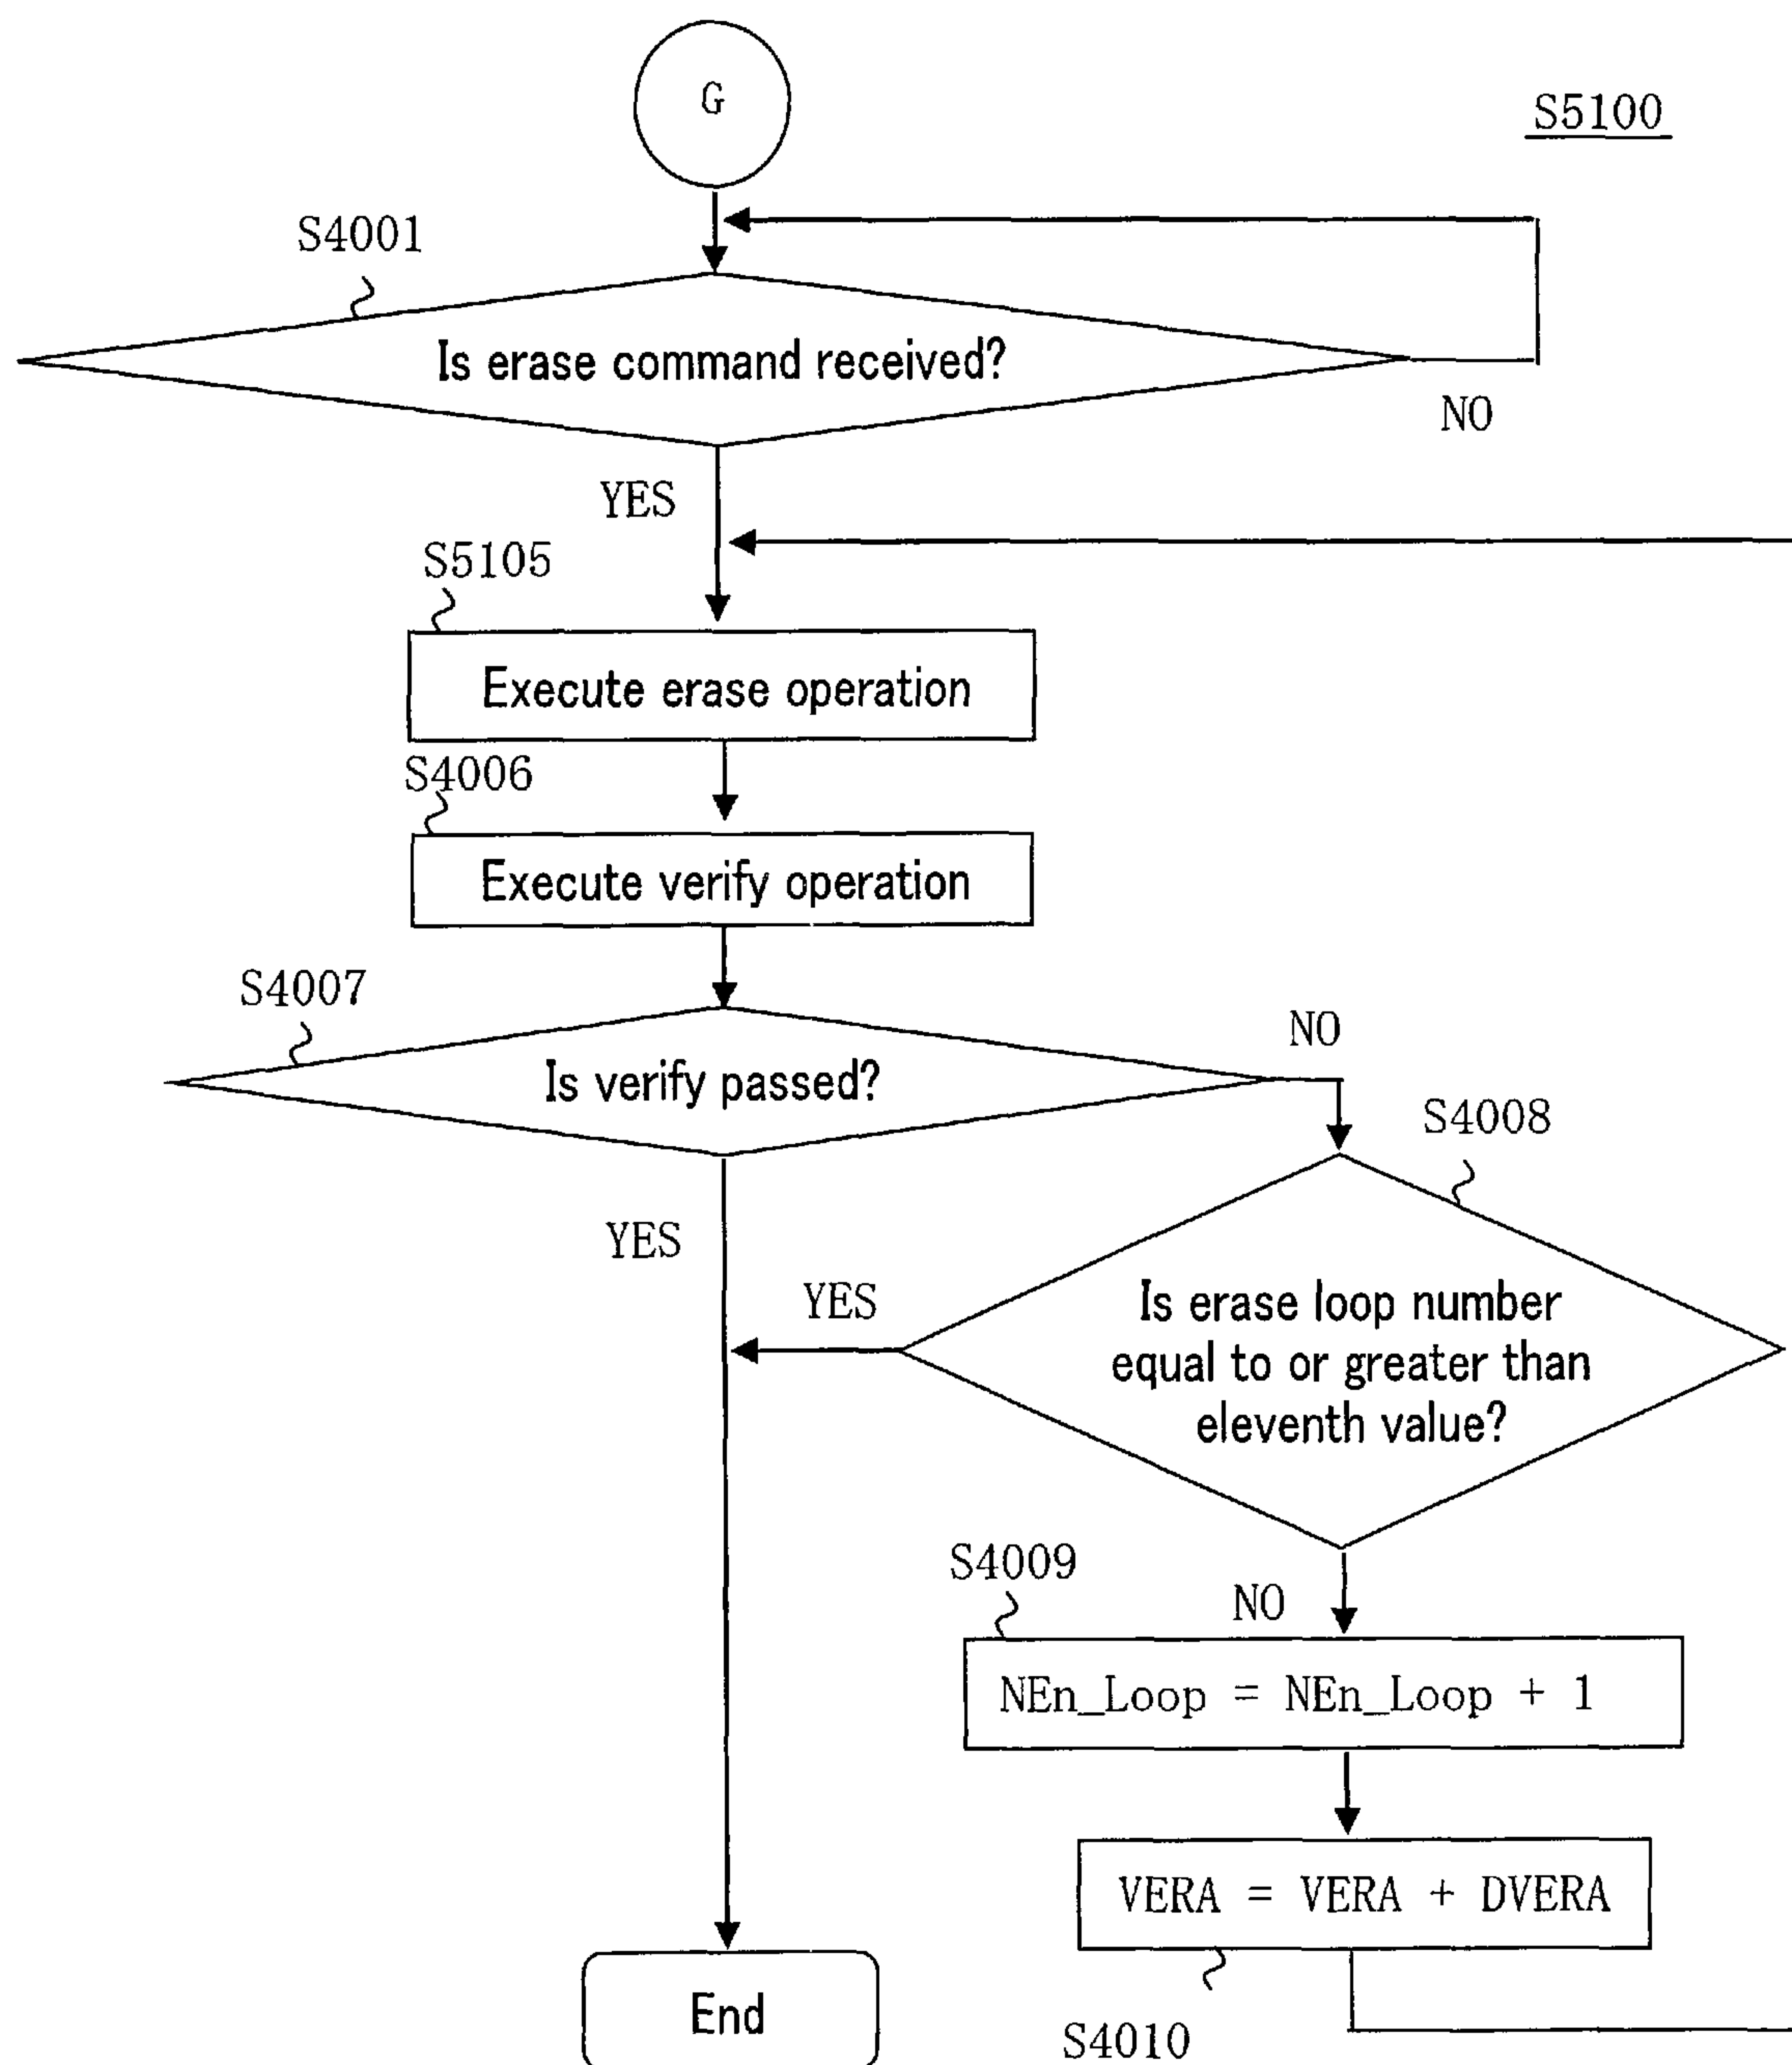 G
S5100
S4001
Is erase command received?
NO
YES
S5105
Execute erase operation
S4006
Execute verify operation
S4007
Is verify passed?
NO
S4008
YES
YES
Is erase loop number
equal to or greater than
eleventh value?
S4009
NO
NEn_Loop = NEn_Loop + 1
VERA = VERA + DVERA
End
S4010